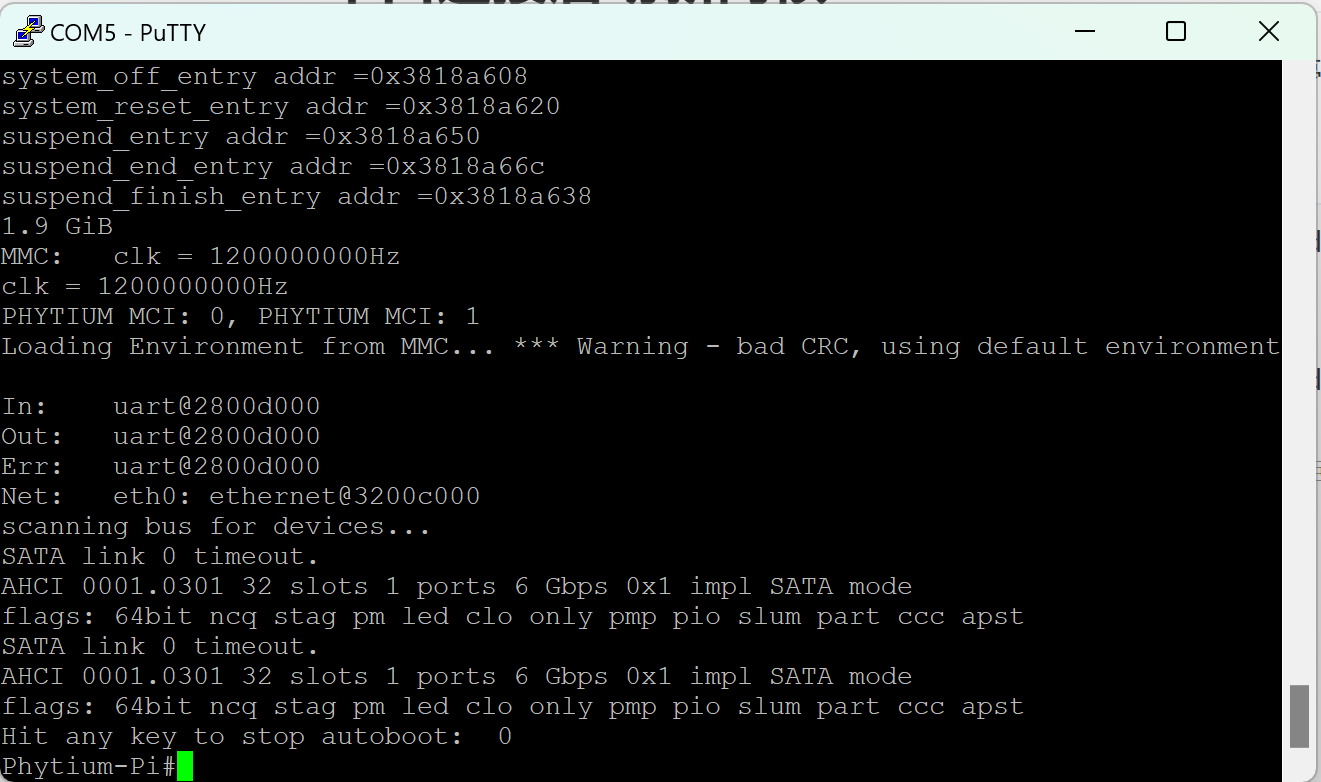 COM5 - PuTTY
system_off_entry addr =0x3818a608
system_reset_entry addr =0x3818a620
suspend_entry addr =0x3818a650
suspend_end_entry addr =0x3818a66c
suspend_finish_entry addr =0x3818a638
1.9 GiB
MMC:   clk = 1200000000Hz
clk = 1200000000Hz
PHYTIUM MCI: 0, PHYTIUM MCI: 1
Loading Environment from MMC... *** Warning - bad CRC, using default environment
In:    uart@2800d000
Out:   uart@2800d000
Err:   uart@2800d000
Net:   eth0: ethernet@3200c000
scanning bus for devices...
SATA link 0 timeout.
AHCI 0001.0301 32 slots 1 ports 6 Gbps 0x1 impl SATA mode
flags: 64bit ncq stag pm led clo only pmp pio slum part ccc apst
SATA link 0 timeout.
AHCI 0001.0301 32 slots 1 ports 6 Gbps 0x1 impl SATA mode
flags: 64bit ncq stag pm led clo only pmp pio slum part ccc apst
Hit any key to stop autoboot:  0
Phytium-Pi#